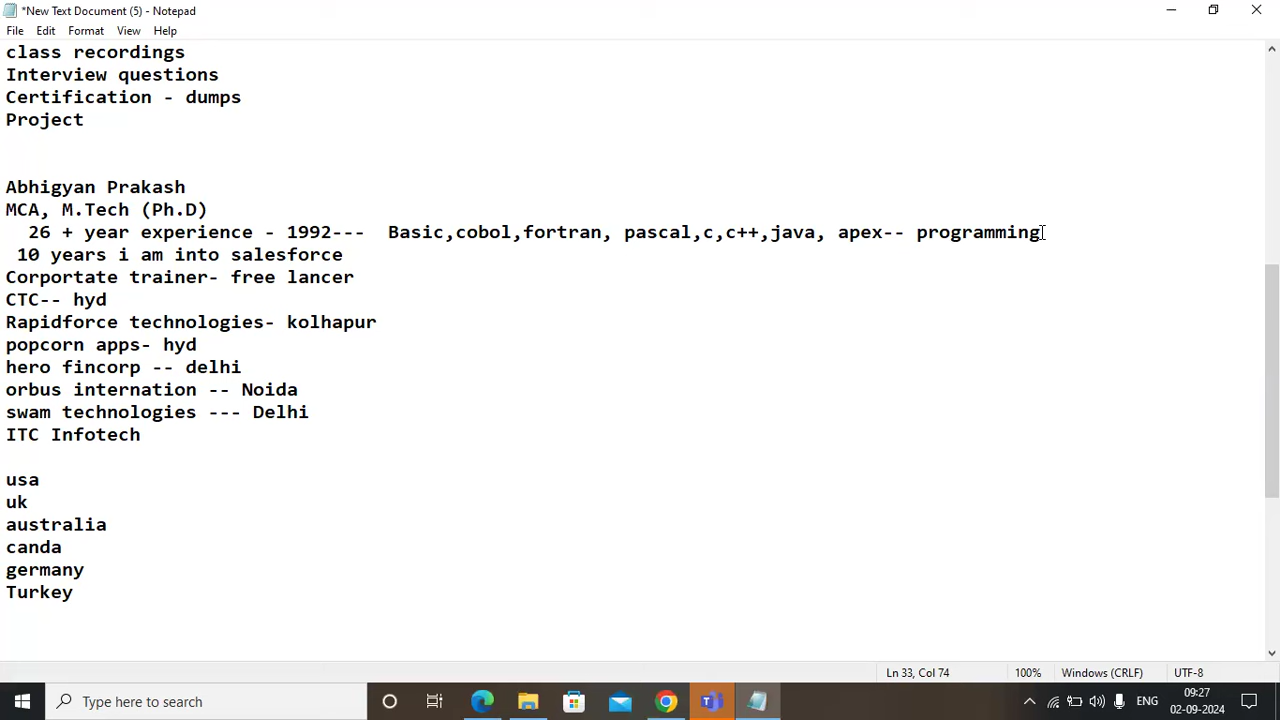 *New Text Document (5) - Notepad
File Edit Format View Help
class recordings
Interview questions
Certification - dumps
Project
Abhigyan Prakash
MCA, M.Tech (Ph.D)
26 + year experience - 1992--- Basic,cobol,fortran, pascal,c,c++,java, apex-- programming
10 years i am into salesforce
Corportate trainer- free lancer
CTC-- hyd
Rapidforce technologies- kolhapur
popcorn apps- hyd
hero fincorp -- delhi
orbus internation -- Noida
swam technologies --- Delhi
ITC Infotech
usa
uk
australia
canda
germany
Turkey
Ln 33, Col 74 100% Windows (CRLF) UTF-8
Type here to search ENG 09:27
02-09-2024